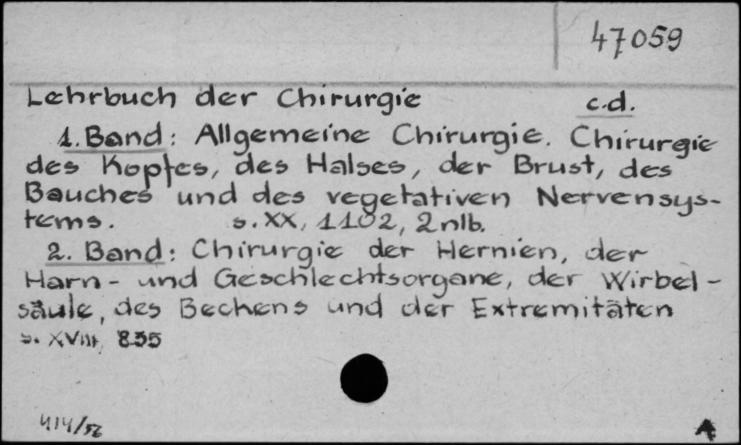 47059
Lehrbuch der Chirurgie c.d.
1. Band: Allgemeine Chirurgie. Chirurgie
des Kopfes, des Halses, der Brust, des
Bauches und des vegetativen Nervensys-
tems. s. XX, 1102, 2 nlb.
2. Band: Chirurgie der Hernien, der
Harn- und Geschlechtsorgane, der Wirbel-
säule, des Beckens und der Extremitäten
s. XVIII, 835
414/56
A